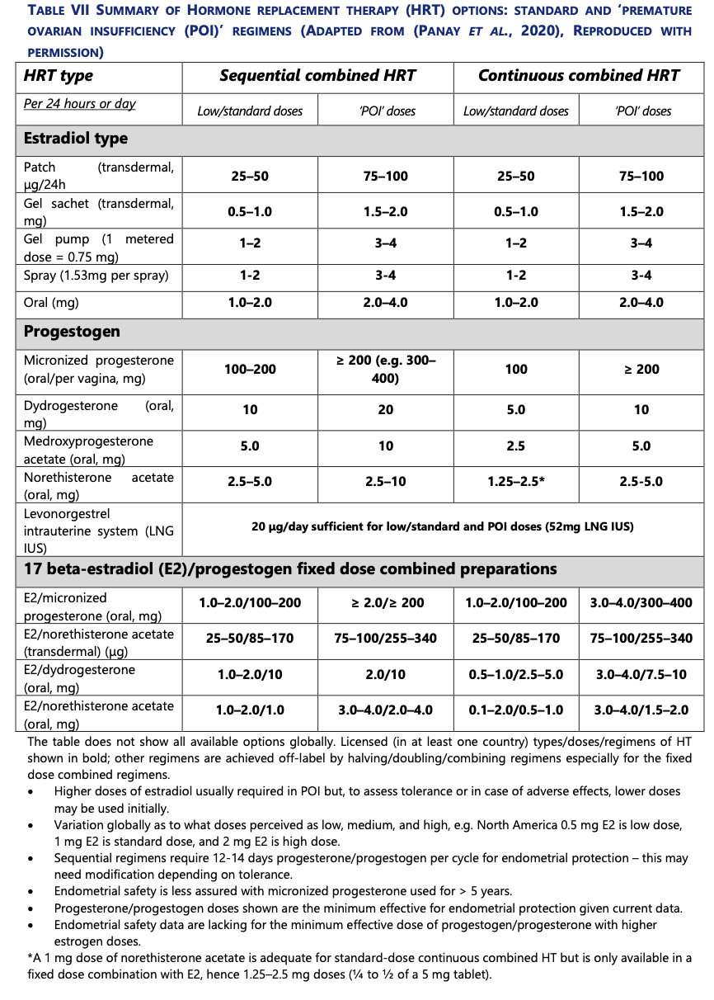 TABLE VII SUMMARY OF HORMONE REPLACEMENT THERAPY (HRT) OPTIONS: STANDARD AND ‘PREMATURE
OVARIAN INSUFFICIENCY (POI)’ REGIMENS (ADAPTED FROM (PANAY ET AL., 2020), REPRODUCED WITH
PERMISSION)
HRT type Sequential combined HRT Continuous combined HRT
Per 24 hours or day Low/standard doses ‘POI’ doses Low/standard doses ‘POI’ doses
Estradiol type
Patch (transdermal,
µg/24h 25–50 75–100 25–50 75–100
Gel sachet (transdermal,
mg) 0.5–1.0 1.5–2.0 0.5–1.0 1.5–2.0
Gel pump (1 metered
dose = 0.75 mg) 1–2 3–4 1–2 3–4
Spray (1.53mg per spray) 1-2 3-4 1-2 3-4
Oral (mg) 1.0–2.0 2.0–4.0 1.0–2.0 2.0–4.0
Progestogen
Micronized progesterone
(oral/per vagina, mg) 100–200 ≥ 200 (e.g. 300–
400) 100 ≥ 200
Dydrogesterone (oral,
mg) 10 20 5.0 10
Medroxyprogesterone
acetate (oral, mg) 5.0 10 2.5 5.0
Norethisterone acetate
(oral, mg) 2.5–5.0 2.5–10 1.25–2.5* 2.5-5.0
Levonorgestrel
intrauterine system (LNG
IUS) 20 µg/day sufficient for low/standard and POI doses (52mg LNG IUS)
17 beta-estradiol (E2)/progestogen fixed dose combined preparations
E2/micronized
progesterone (oral, mg) 1.0–2.0/100–200 ≥ 2.0/≥ 200 1.0–2.0/100–200 3.0–4.0/300–400
E2/norethisterone acetate
(transdermal) (µg) 25–50/85–170 75–100/255–340 25–50/85–170 75–100/255–340
E2/dydrogesterone
(oral, mg) 1.0–2.0/10 2.0/10 0.5–1.0/2.5–5.0 3.0–4.0/7.5–10
E2/norethisterone acetate
(oral, mg) 1.0–2.0/1.0 3.0–4.0/2.0–4.0 0.1–2.0/0.5–1.0 3.0–4.0/1.5–2.0
The table does not show all available options globally. Licensed (in at least one country) types/doses/regimens of HT
shown in bold; other regimens are achieved off-label by halving/doubling/combining regimens especially for the fixed
dose combined regimens.
• Higher doses of estradiol usually required in POI but, to assess tolerance or in case of adverse effects, lower doses
may be used initially.
• Variation globally as to what doses perceived as low, medium, and high, e.g. North America 0.5 mg E2 is low dose,
1 mg E2 is standard dose, and 2 mg E2 is high dose.
• Sequential regimens require 12-14 days progesterone/progestogen per cycle for endometrial protection – this may
need modification depending on tolerance.
• Endometrial safety is less assured with micronized progesterone used for > 5 years.
• Progesterone/progestogen doses shown are the minimum effective for endometrial protection given current data.
• Endometrial safety data are lacking for the minimum effective dose of progestogen/progesterone with higher
estrogen doses.
*A 1 mg dose of norethisterone acetate is adequate for standard-dose continuous combined HT but is only available in a
fixed dose combination with E2, hence 1.25–2.5 mg doses (¼ to ½ of a 5 mg tablet).